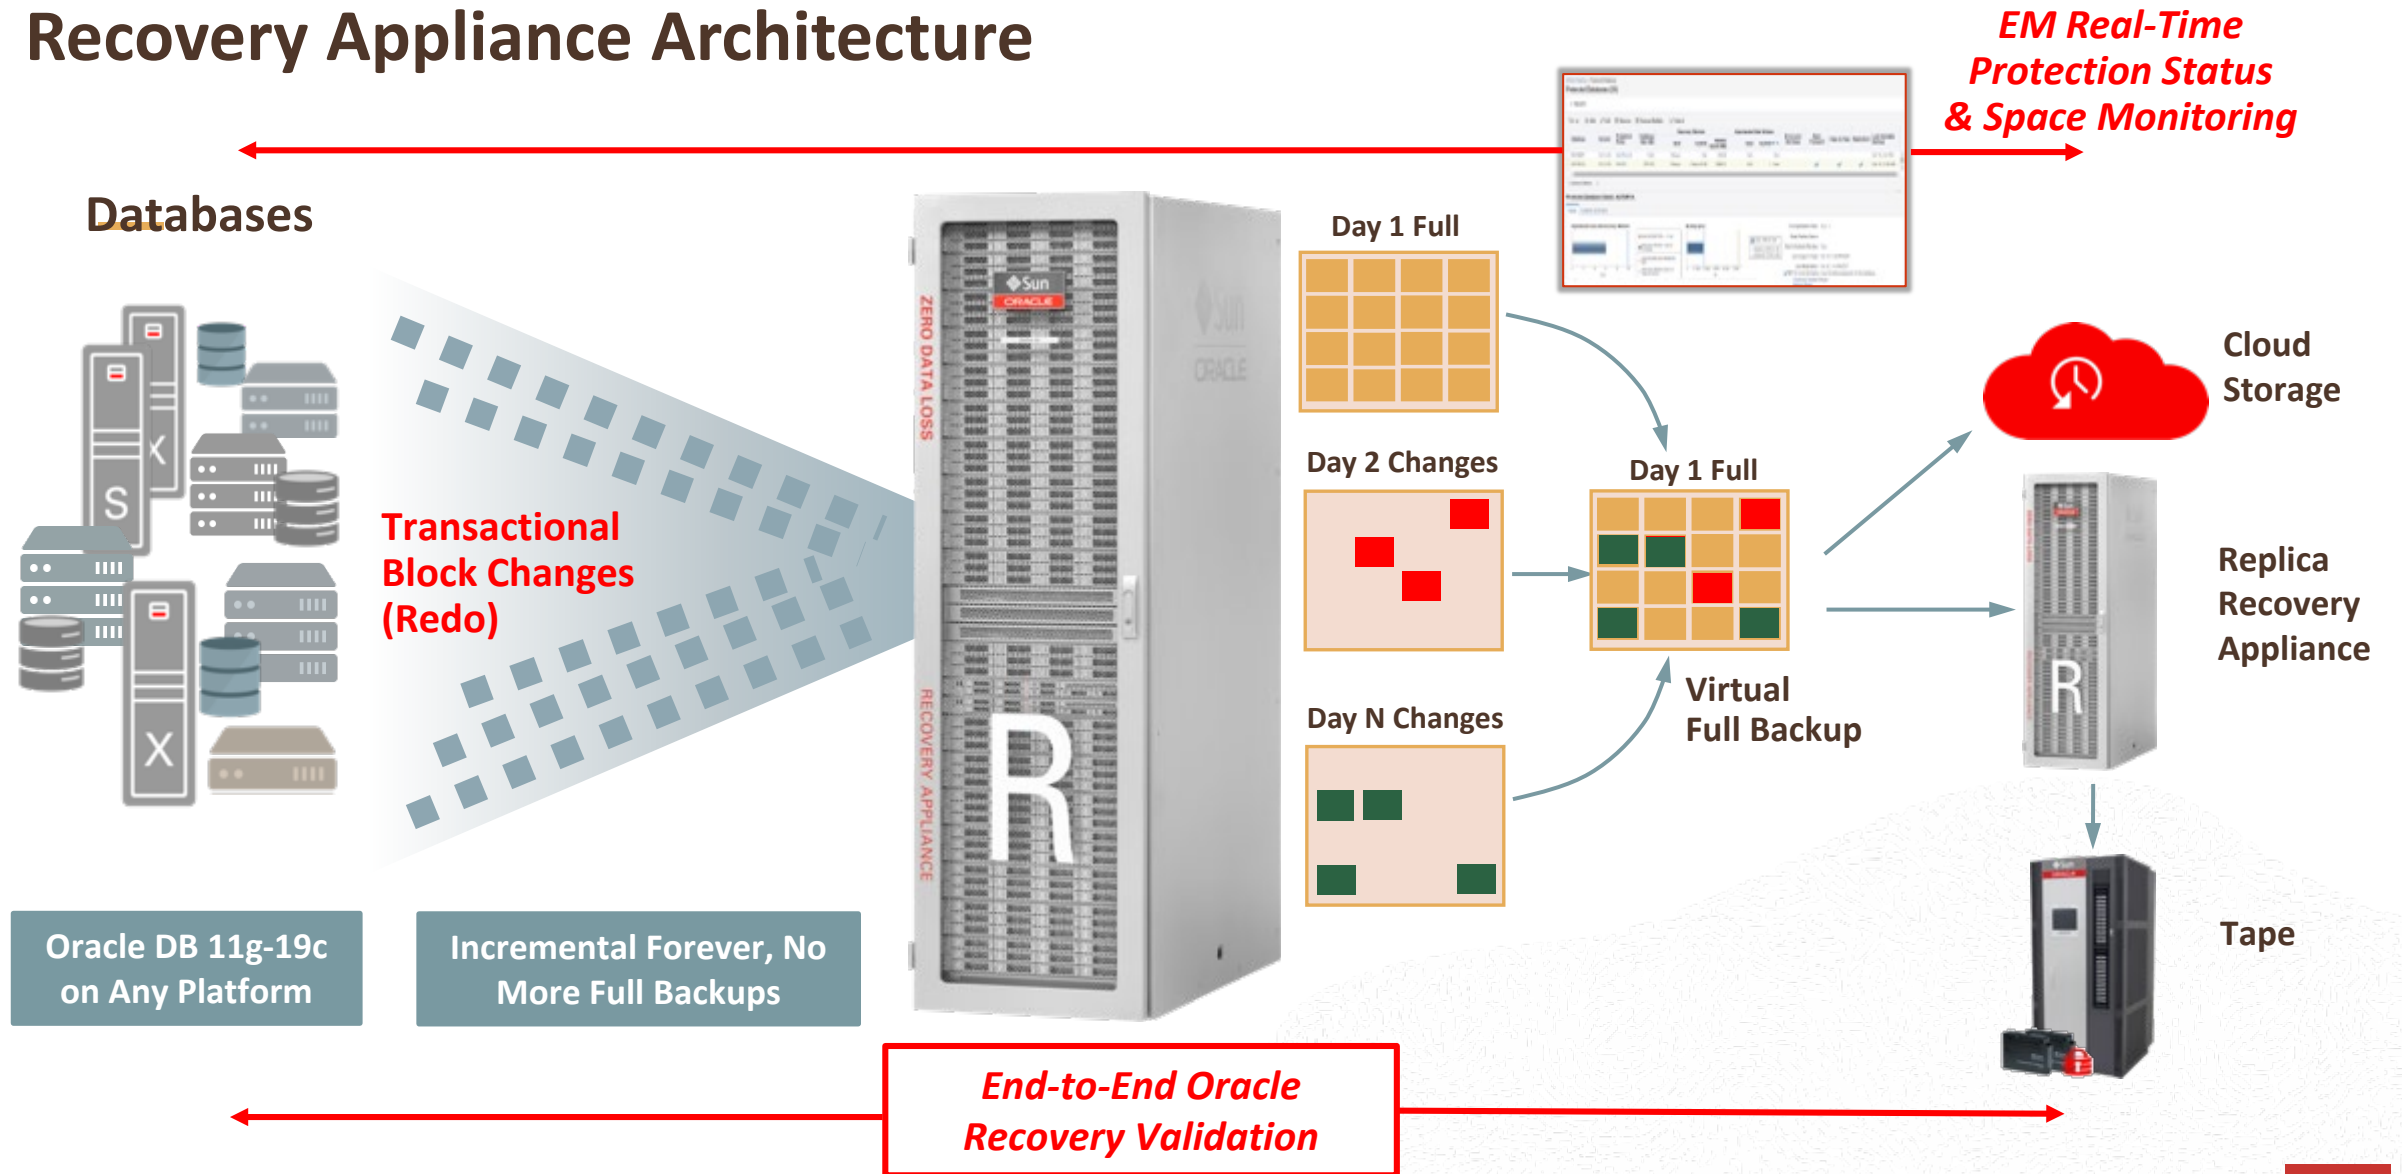 Recovery Appliance Architecture
EM Real-Time
Protection Status
& Space Monitoring
Databases
S
X
X
Transactional
Block Changes
(Redo)
Oracle DB 11g-19c
on Any Platform
Incremental Forever, No
More Full Backups
Sun
ORACLE
Sun
ORACLE
ZERO DATA LOSS
RECOVERY APPLIANCE
R
Day 1 Full
Day 2 Changes
Day N Changes
Day 1 Full
Virtual
Full Backup
Cloud
Storage
Replica
Recovery
Appliance
R
Tape
End-to-End Oracle
Recovery Validation